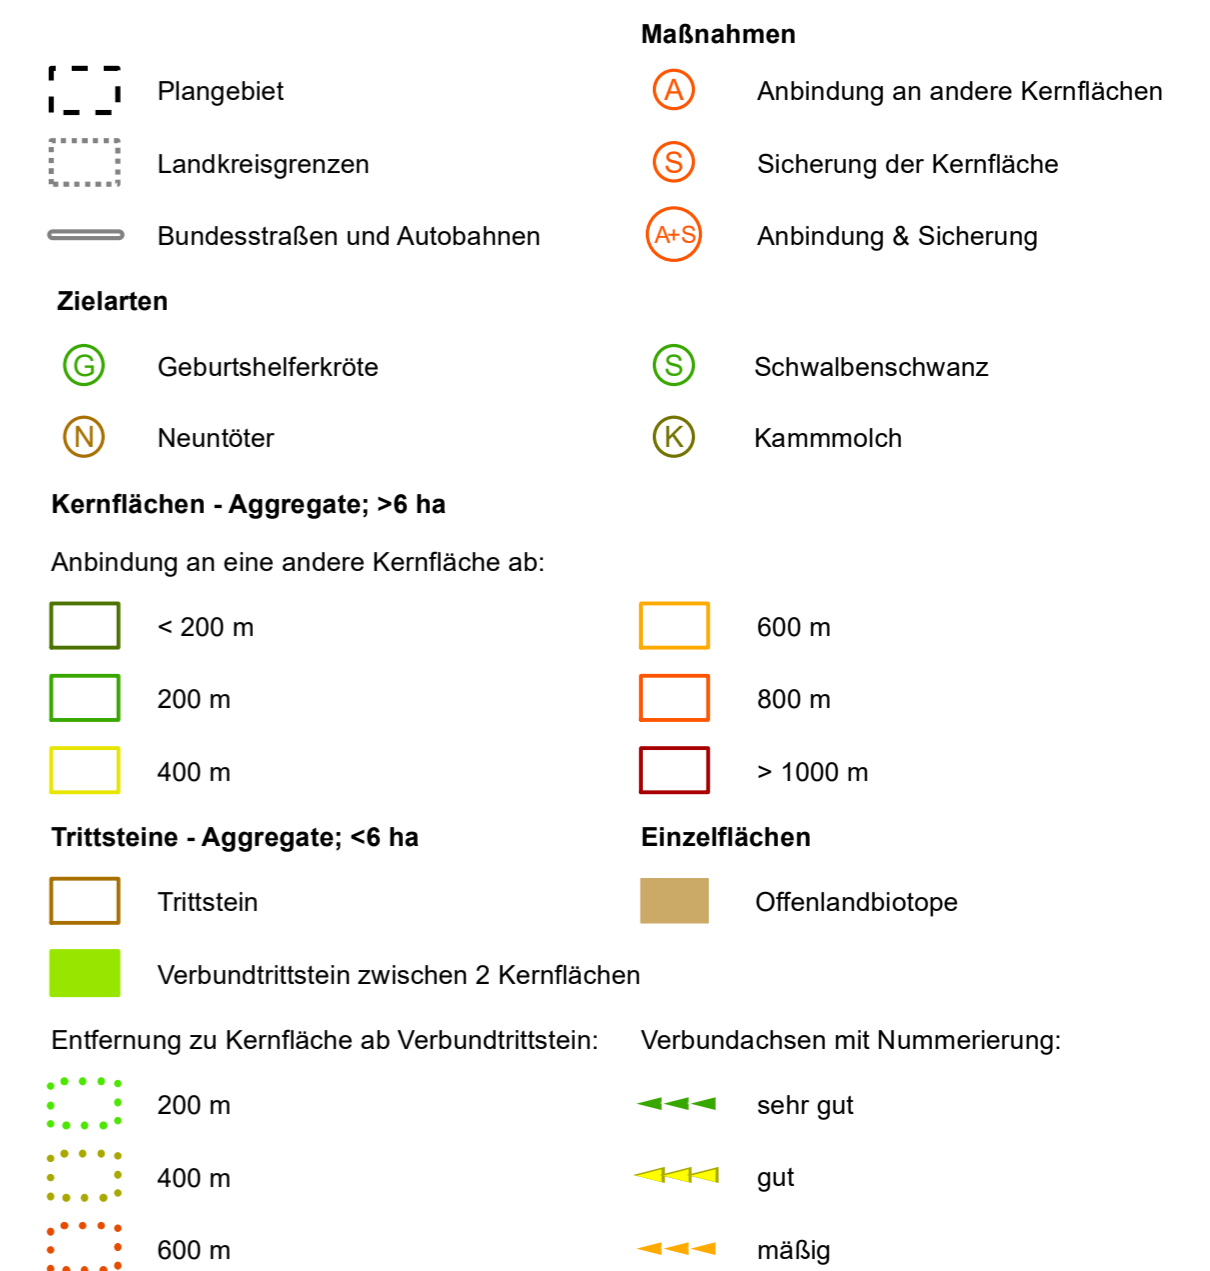 Maßnahmen
Plangebiet
A Anbindung an andere Kernflächen
Landkreisgrenzen
S Sicherung der Kernfläche
Bundesstraßen und Autobahnen
A+S Anbindung & Sicherung
Zielarten
G Geburtshelferkröte
S Schwalbenschwanz
N Neuntöter
K Kammmolch
Kernflächen - Aggregate; >6 ha
Anbindung an eine andere Kernfläche ab:
< 200 m
600 m
200 m
800 m
400 m
> 1000 m
Trittsteine - Aggregate; <6 ha
Einzelflächen
Trittstein
Offenlandbiotope
Verbundtrittstein zwischen 2 Kernflächen
Entfernung zu Kernfläche ab Verbundtrittstein:
Verbundachsen mit Nummerierung:
200 m
sehr gut
400 m
gut
600 m
mäßig